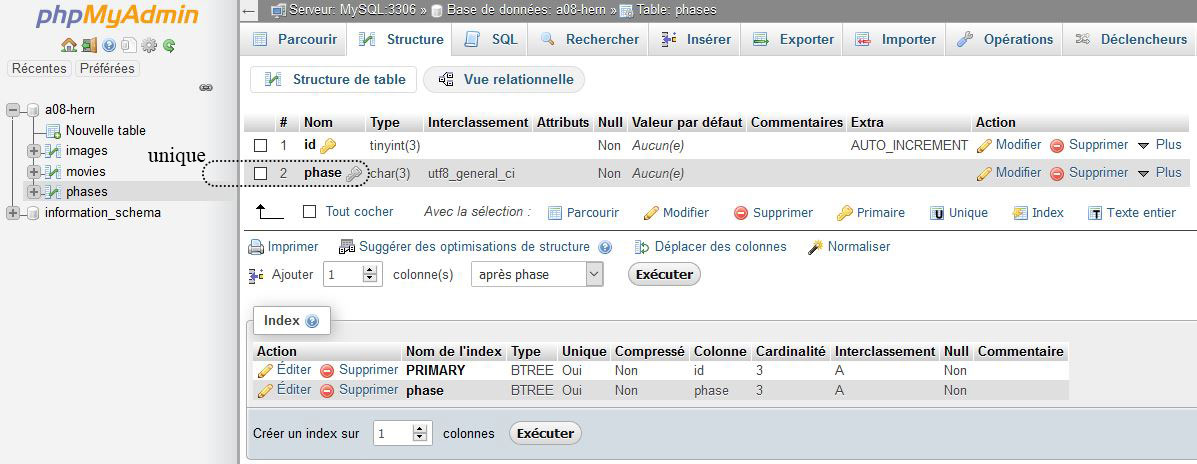 phpMyAdmin
Récentes Préférées
a08-hern
Nouvelle table
images
movies
phases
information_schema
unique
Serveur: MySQL:3306 » Base de données: a08-hern » Table: phases
Parcourir Structure SQL Rechercher Insérer Exporter Importer Opérations Déclencheurs
Structure de table Vue relationnelle
# Nom Type Interclassement Attributs Null Valeur par défaut Commentaires Extra Action
1 id tinyint(3) Non Aucun(e) AUTO_INCREMENT Modifier Supprimer Plus
2 phase char(3) utf8_general_ci Non Aucun(e) Modifier Supprimer Plus
Tout cocher Avec la sélection : Parcourir Modifier Supprimer Primaire Unique Index Texte entier
Imprimer Suggérer des optimisations de structure Déplacer des colonnes Normaliser
Ajouter 1 colonne(s) après phase Exécuter
Index
Action Nom de l'index Type Unique Compressé Colonne Cardinalité Interclassement Null Commentaire
Éditer Supprimer PRIMARY BTREE Oui Non id 3 A Non
Éditer Supprimer phase BTREE Oui Non phase 3 A Non
Créer un index sur 1 colonnes Exécuter